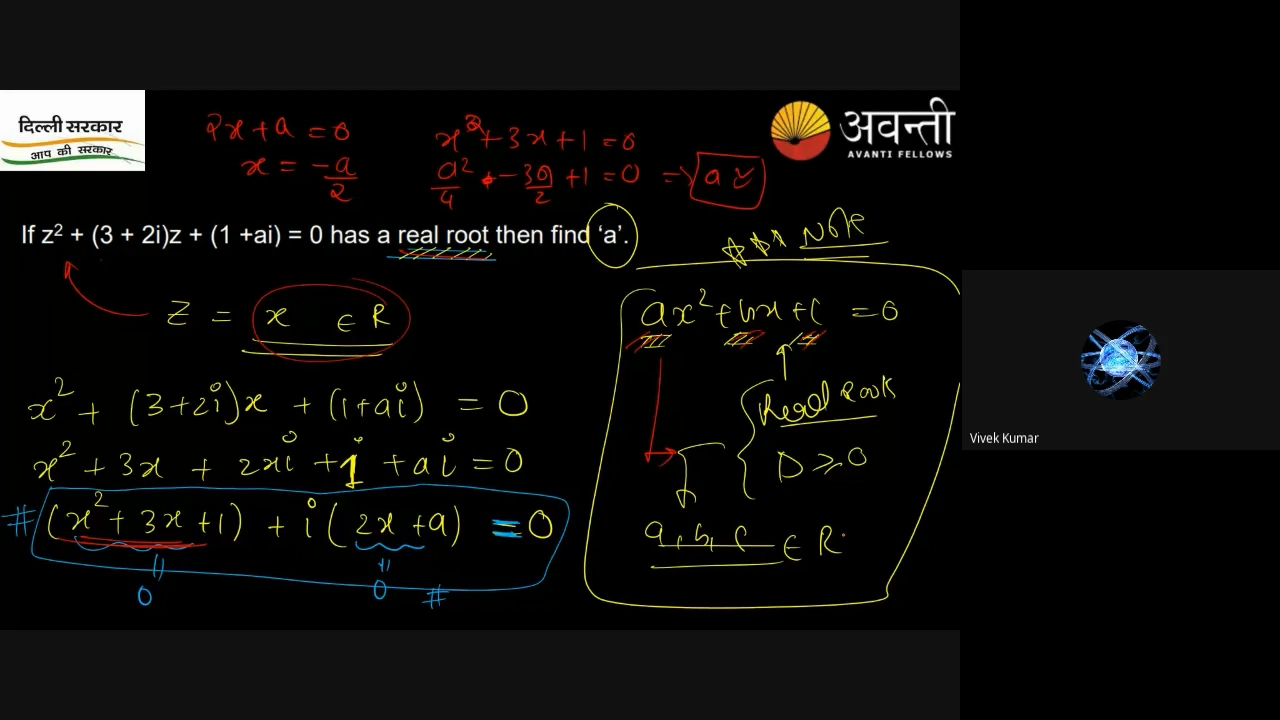 दिल्ली सरकार
आप की सरकार
अवन्ती
AVANTI FELLOWS
2x + a = 0
x = -a/2
x² + 3x + 1 = 0
a²/4 - 3a/2 + 1 = 0 => a
If z² + (3 + 2i)z + (1 +ai) = 0 has a real root then find ‘a’.
z = x ∈ R
x² + (3+2i)x + (1+ai) = 0
x² + 3x + 2xi + 1 + ai = 0
# (x² + 3x + 1) + i(2x + a) = 0
0
0 #
ax² + bx + c = 0
Real Roots
D ≥ 0
a, b, c ∈ R
Vivek Kumar